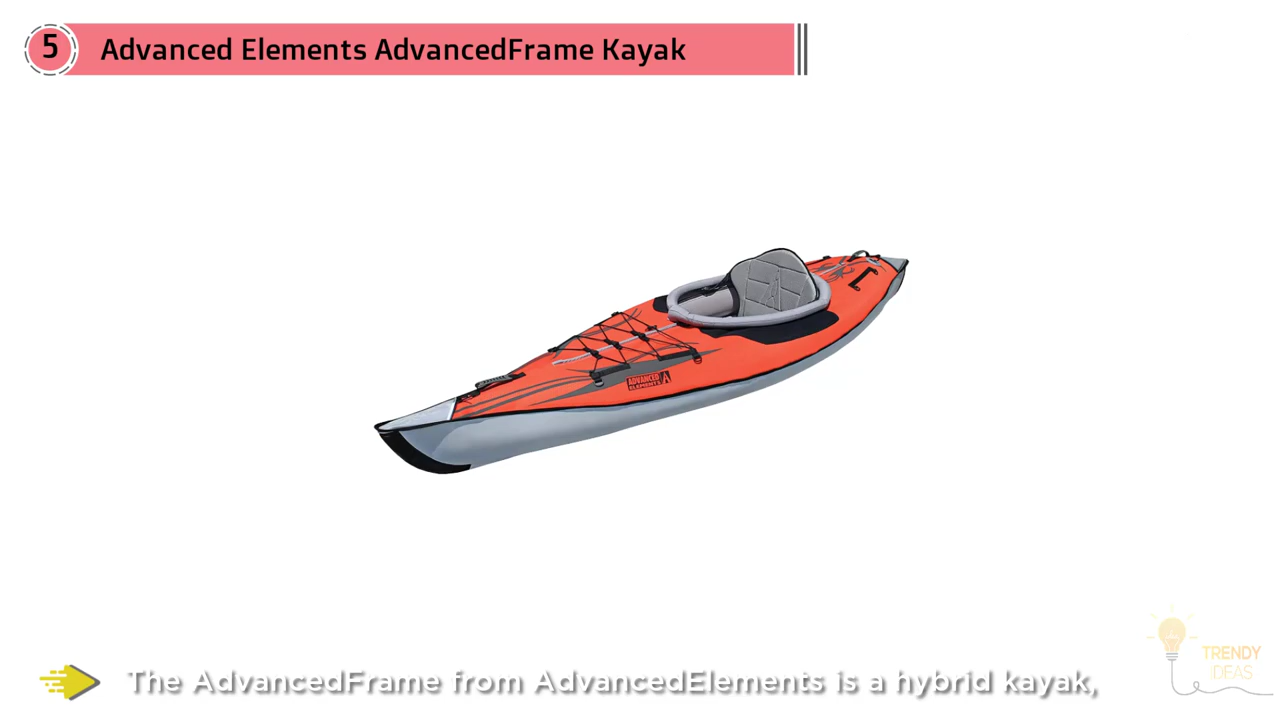 5
Advanced Elements AdvancedFrame Kayak
ADVANCED
ELEMENTS
The AdvancedFrame from AdvancedElements is a hybrid kayak,
TRENDY
IDEAS